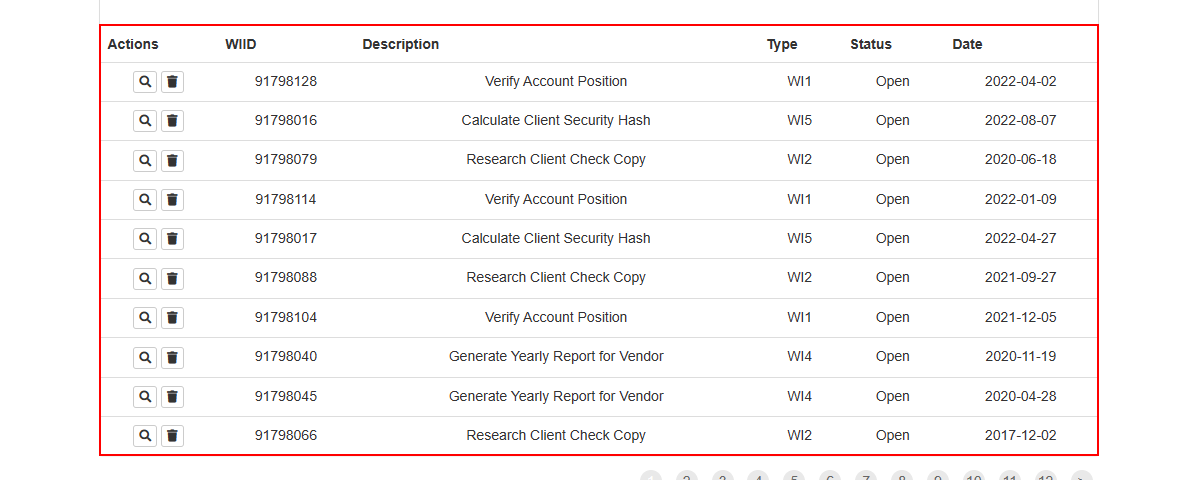 Actions WIID Description Type Status Date
91798128 Verify Account Position WI1 Open 2022-04-02
91798016 Calculate Client Security Hash WI5 Open 2022-08-07
91798079 Research Client Check Copy WI2 Open 2020-06-18
91798114 Verify Account Position WI1 Open 2022-01-09
91798017 Calculate Client Security Hash WI5 Open 2022-04-27
91798088 Research Client Check Copy WI2 Open 2021-09-27
91798104 Verify Account Position WI1 Open 2021-12-05
91798040 Generate Yearly Report for Vendor WI4 Open 2020-11-19
91798045 Generate Yearly Report for Vendor WI4 Open 2020-04-28
91798066 Research Client Check Copy WI2 Open 2017-12-02
1 2 3 4 5 6 7 8 9 10 11 12 >